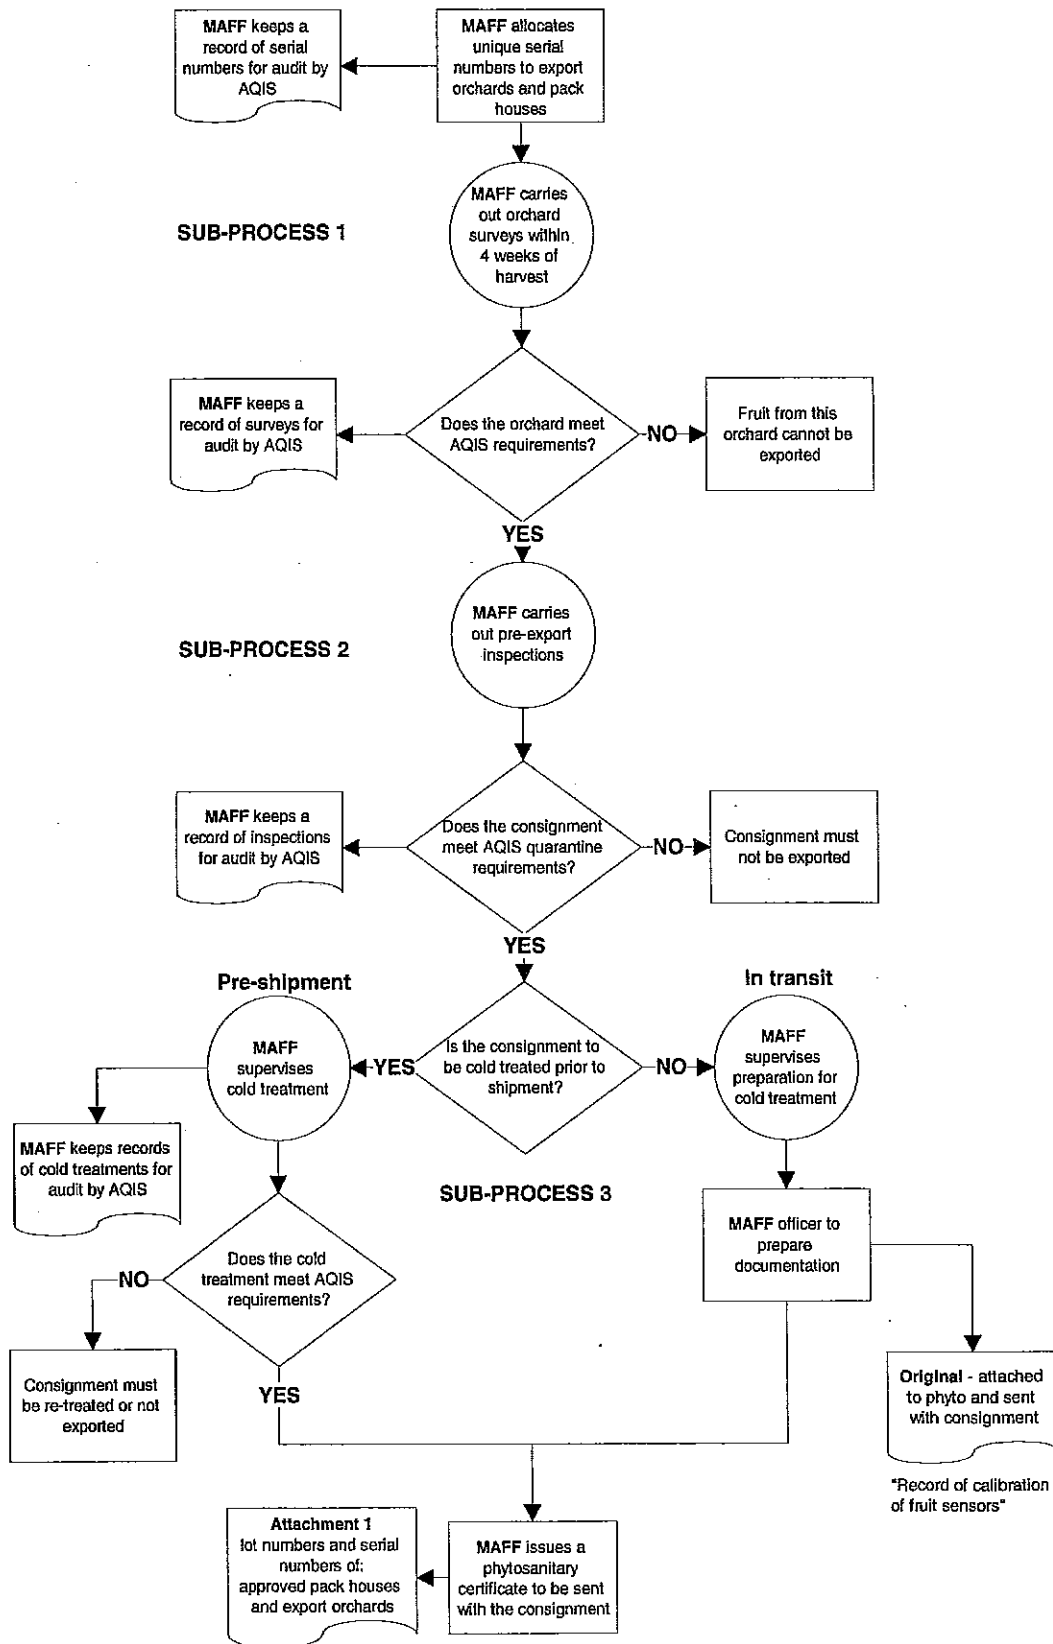 MAFF keeps a
record of serial
numbers for audit by
AQIS
MAFF allocates
unique serial
numbers to export
orchards and pack
houses
SUB-PROCESS 1
MAFF carries
out orchard
surveys within
4 weeks of
harvest
MAFF keeps a
record of surveys for
audit by AQIS
Does the orchard meet
AQIS requirements?
NO
Fruit from this
orchard cannot be
exported
YES
SUB-PROCESS 2
MAFF carries
out pre-export
inspections
MAFF keeps a
record of inspections
for audit by AQIS
Does the consignment
meet AQIS quarantine
requirements?
NO
Consignment must
not be exported
YES
Pre-shipment
In transit
MAFF
supervises
cold treatment
YES
Is the consignment to
be cold treated prior to
shipment?
NO
MAFF
supervises
preparation for
cold treatment
MAFF keeps records
of cold treatments for
audit by AQIS
SUB-PROCESS 3
MAFF officer to
prepare
documentation
Does the cold
treatment meet AQIS
requirements?
NO
Consignment must
be re-treated or not
exported
YES
Original - attached
to phyto and sent
with consignment
"Record of calibration
of fruit sensors"
Attachment 1
lot numbers and serial
numbers of:
approved pack houses
and export orchards
MAFF issues a
phytosanitary
certificate to be sent
with the consignment